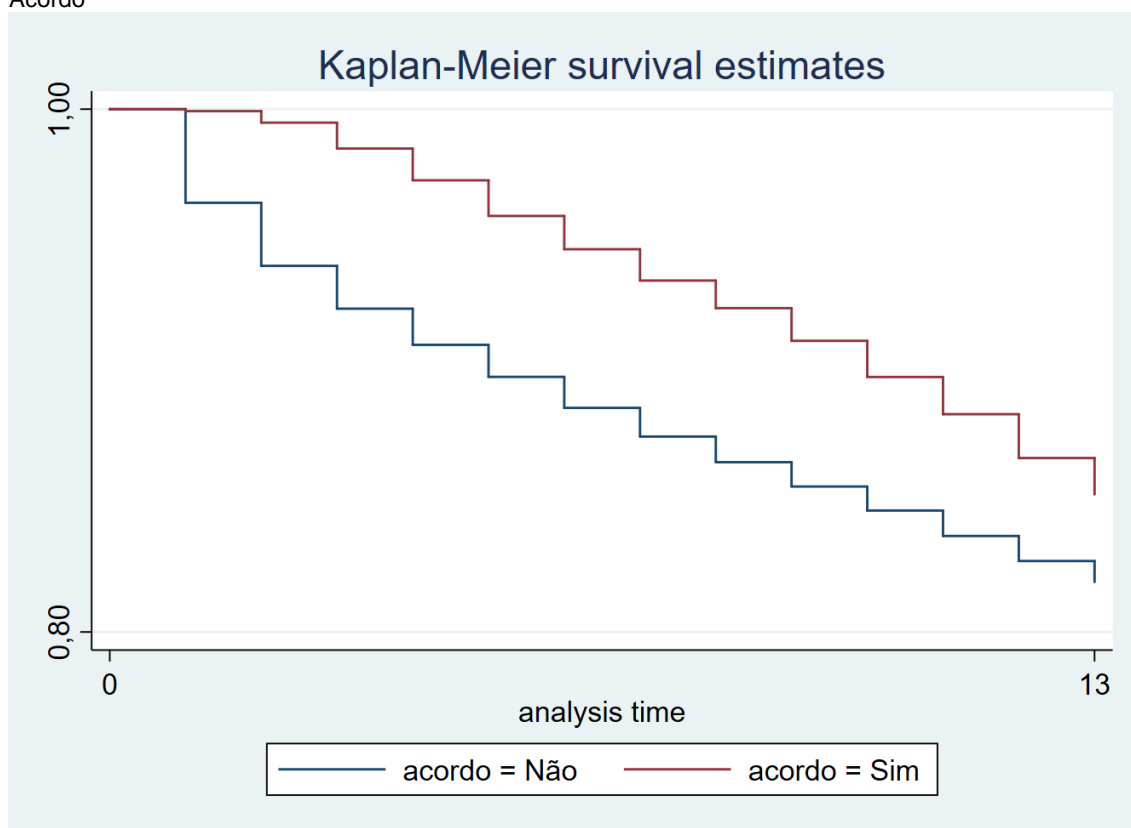 Acordo
Kaplan-Meier survival estimates
1,00
0,80
0
13
analysis time
acordo = Não
acordo = Sim